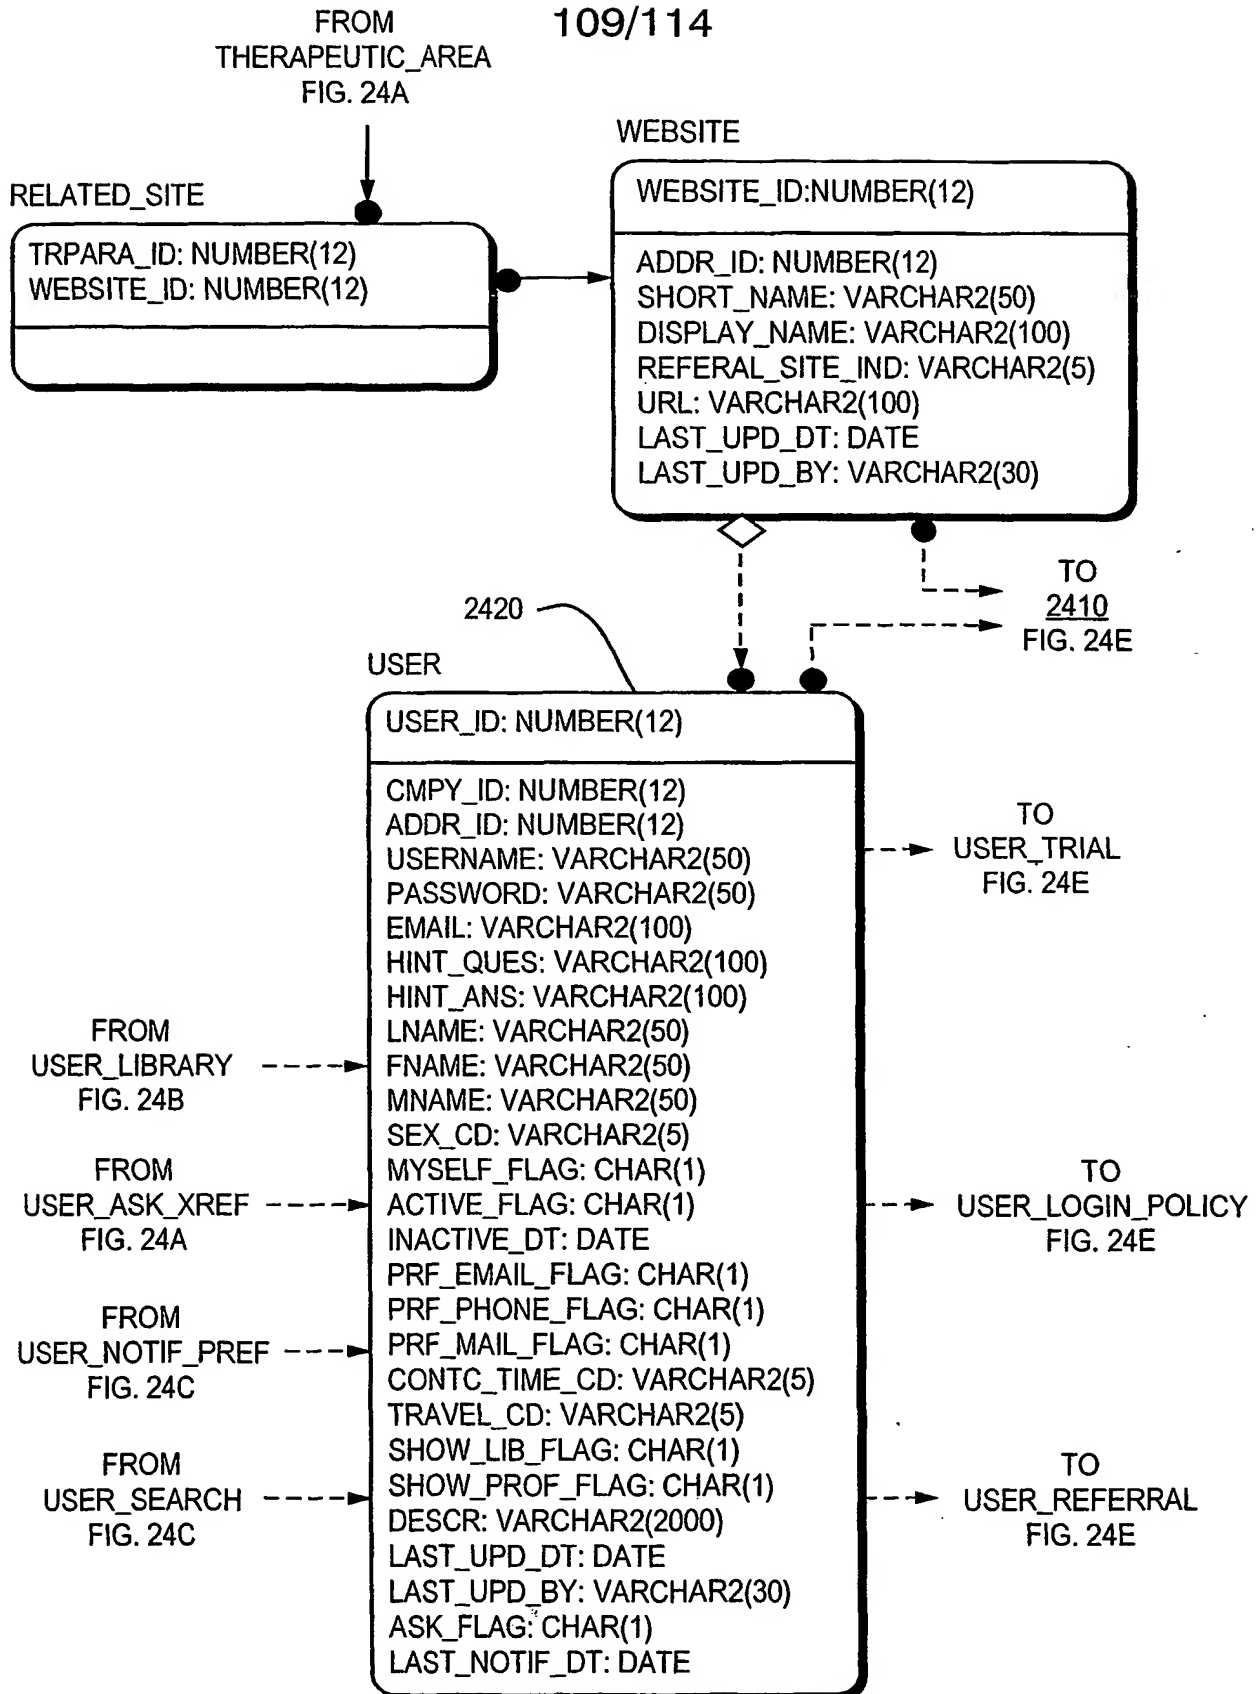 109/114
FROM
THERAPEUTIC_AREA
FIG. 24A
RELATED_SITE
TRPARA_ID: NUMBER(12)
WEBSITE_ID: NUMBER(12)
WEBSITE
WEBSITE_ID:NUMBER(12)
ADDR_ID: NUMBER(12)
SHORT_NAME: VARCHAR2(50)
DISPLAY_NAME: VARCHAR2(100)
REFERAL_SITE_IND: VARCHAR2(5)
URL: VARCHAR2(100)
LAST_UPD_DT: DATE
LAST_UPD_BY: VARCHAR2(30)
TO
2410
FIG. 24E
2420
USER
USER_ID: NUMBER(12)
CMPY_ID: NUMBER(12)
ADDR_ID: NUMBER(12)
USERNAME: VARCHAR2(50)
PASSWORD: VARCHAR2(50)
EMAIL: VARCHAR2(100)
HINT_QUES: VARCHAR2(100)
HINT_ANS: VARCHAR2(100)
LNAME: VARCHAR2(50)
FNAME: VARCHAR2(50)
MNAME: VARCHAR2(50)
SEX_CD: VARCHAR2(5)
MYSELF_FLAG: CHAR(1)
ACTIVE_FLAG: CHAR(1)
INACTIVE_DT: DATE
PRF_EMAIL_FLAG: CHAR(1)
PRF_PHONE_FLAG: CHAR(1)
PRF_MAIL_FLAG: CHAR(1)
CONTC_TIME_CD: VARCHAR2(5)
TRAVEL_CD: VARCHAR2(5)
SHOW_LIB_FLAG: CHAR(1)
SHOW_PROF_FLAG: CHAR(1)
DESCR: VARCHAR2(2000)
LAST_UPD_DT: DATE
LAST_UPD_BY: VARCHAR2(30)
ASK_FLAG: CHAR(1)
LAST_NOTIF_DT: DATE
FROM
USER_LIBRARY
FIG. 24B
FROM
USER_ASK_XREF
FIG. 24A
FROM
USER_NOTIF_PREF
FIG. 24C
FROM
USER_SEARCH
FIG. 24C
TO
USER_TRIAL
FIG. 24E
TO
USER_LOGIN_POLICY
FIG. 24E
TO
USER_REFERRAL
FIG. 24E